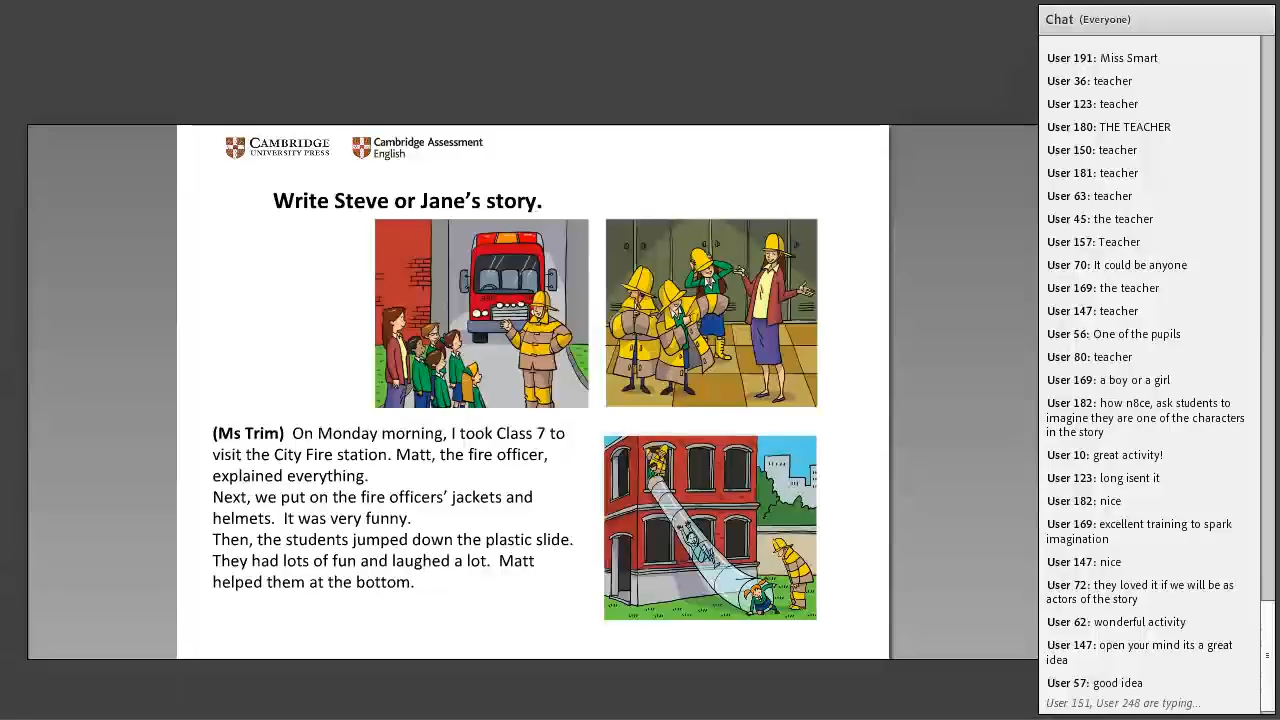 CAMBRIDGE
UNIVERSITY PRESS
Cambridge Assessment
English
Write Steve or Jane's story.
(Ms Trim) On Monday morning, I took Class 7 to
visit the City Fire station. Matt, the fire officer,
explained everything.
Next, we put on the fire officers' jackets and
helmets. It was very funny.
Then, the students jumped down the plastic slide.
They had lots of fun and laughed a lot. Matt
helped them at the bottom.
Chat (Everyone)
User 191: Miss Smart
User 36: teacher
User 123: teacher
User 180: THE TEACHER
User 150: teacher
User 181: teacher
User 63: teacher
User 45: the teacher
User 157: Teacher
User 70: It could be anyone
User 169: the teacher
User 147: teacher
User 56: One of the pupils
User 80: teacher
User 169: a boy or a girl
User 182: how n8ce, ask students to
imagine they are one of the characters
in the story
User 10: great activity!
User 123: long isent it
User 182: nice
User 169: excellent training to spark
imagination
User 147: nice
User 72: they loved it if we will be as
actors of the story
User 62: wonderful activity
User 147: open your mind its a great
idea
User 57: good idea
User 151, User 248 are typing...